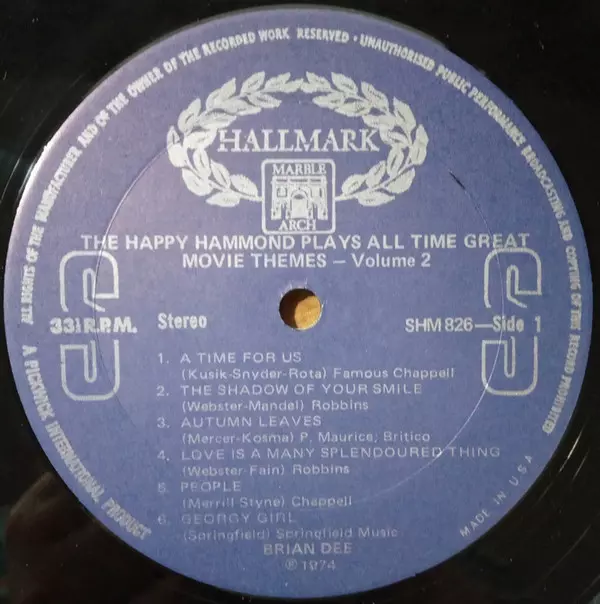 ALL RIGHTS OF THE MANUFACTURER AND OF THE OWNER OF THE RECORDED WORK RESERVED · UNAUTHORISED PUBLIC PERFORMANCE BROADCASTING AND COPYING OF THIS RECORD PROHIBITED
HALLMARK
MARBLE
ARCH
THE HAPPY HAMMOND PLAYS ALL TIME GREAT
MOVIE THEMES – Volume 2
33⅓ R.P.M. Stereo SHM 826–Side 1
1. A TIME FOR US
(Kusik-Snyder-Rota) Famous Chappell
2. THE SHADOW OF YOUR SMILE
(Webster-Mandel) Robbins
3. AUTUMN LEAVES
(Mercer-Kosma) P. Maurice; Britico
4. LOVE IS A MANY SPLENDOURED THING
(Webster-Fain) Robbins
5. PEOPLE
(Merrill Styne) Chappell
6. GEORGY GIRL
(Springfield) Springfield Music
BRIAN DEE
℗ 1974
A PICKWICK INTERNATIONAL PRODUCT
MADE IN U.S.A.